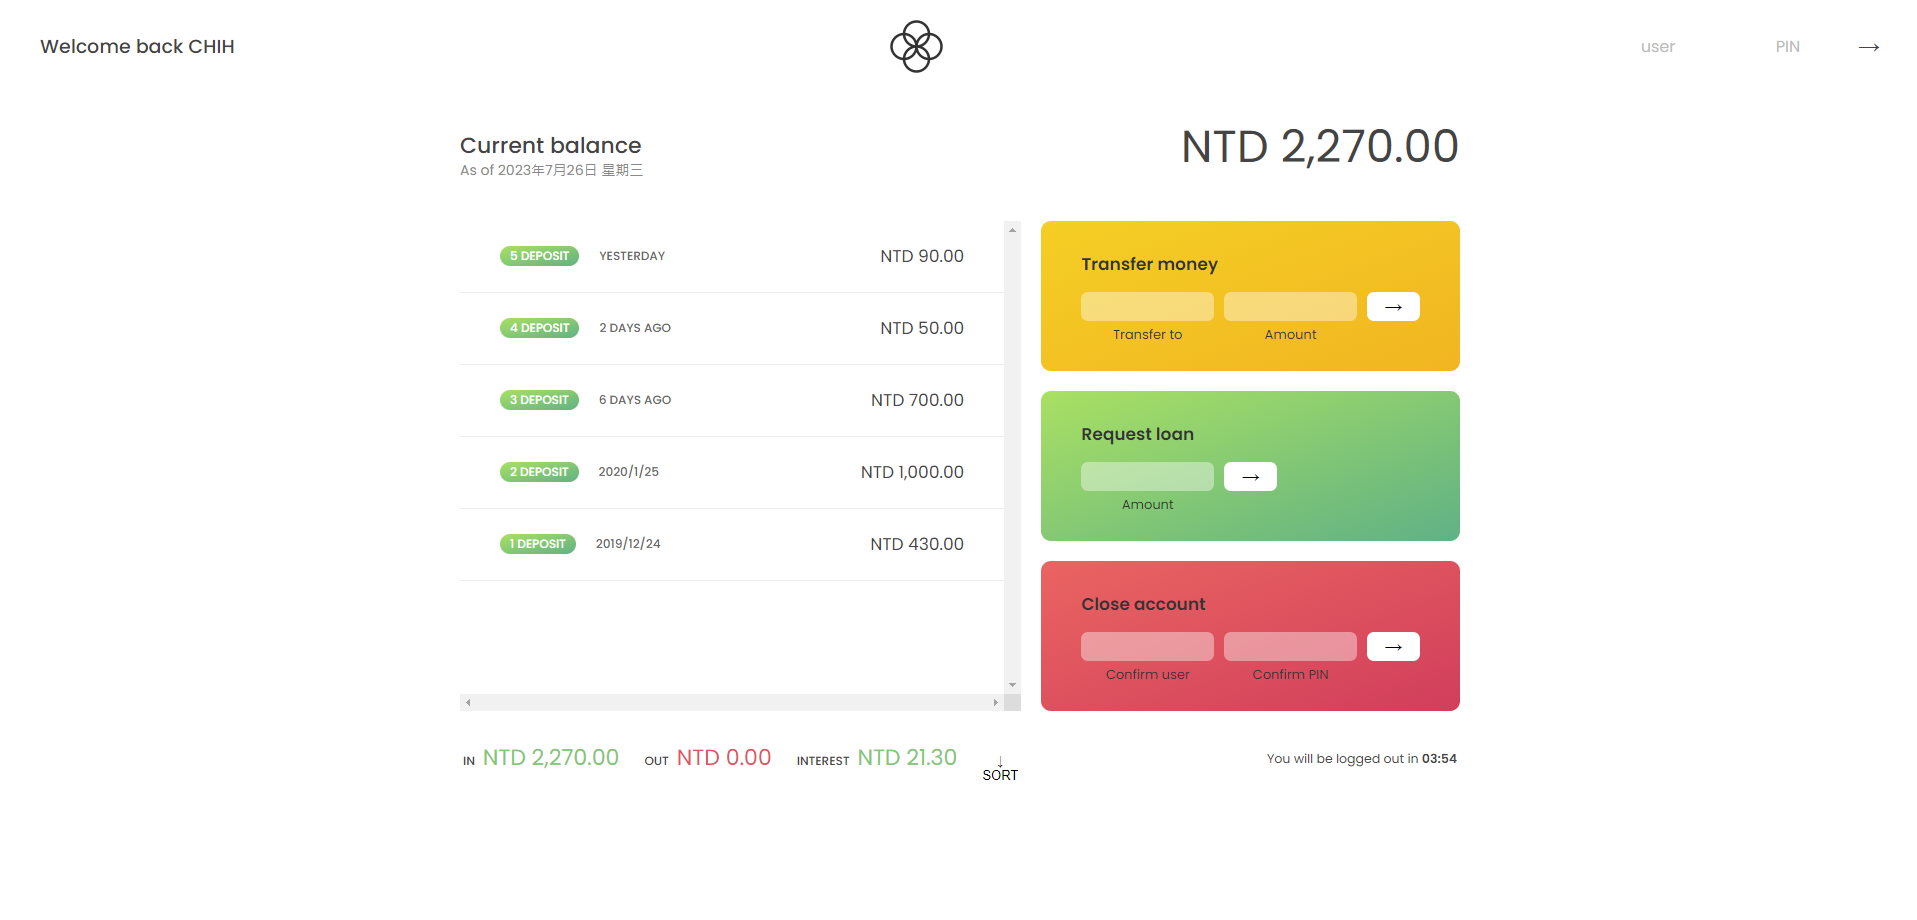 Welcome back CHIH
user
PIN
→
Current balance
As of 2023年7月26日 星期三
NTD 2,270.00
5 DEPOSIT YESTERDAY NTD 90.00
4 DEPOSIT 2 DAYS AGO NTD 50.00
3 DEPOSIT 6 DAYS AGO NTD 700.00
2 DEPOSIT 2020/1/25 NTD 1,000.00
1 DEPOSIT 2019/12/24 NTD 430.00
Transfer money
→
Transfer to Amount
Request loan
→
Amount
Close account
→
Confirm user Confirm PIN
IN NTD 2,270.00 OUT NTD 0.00 INTEREST NTD 21.30
↓
SORT
You will be logged out in 03:54